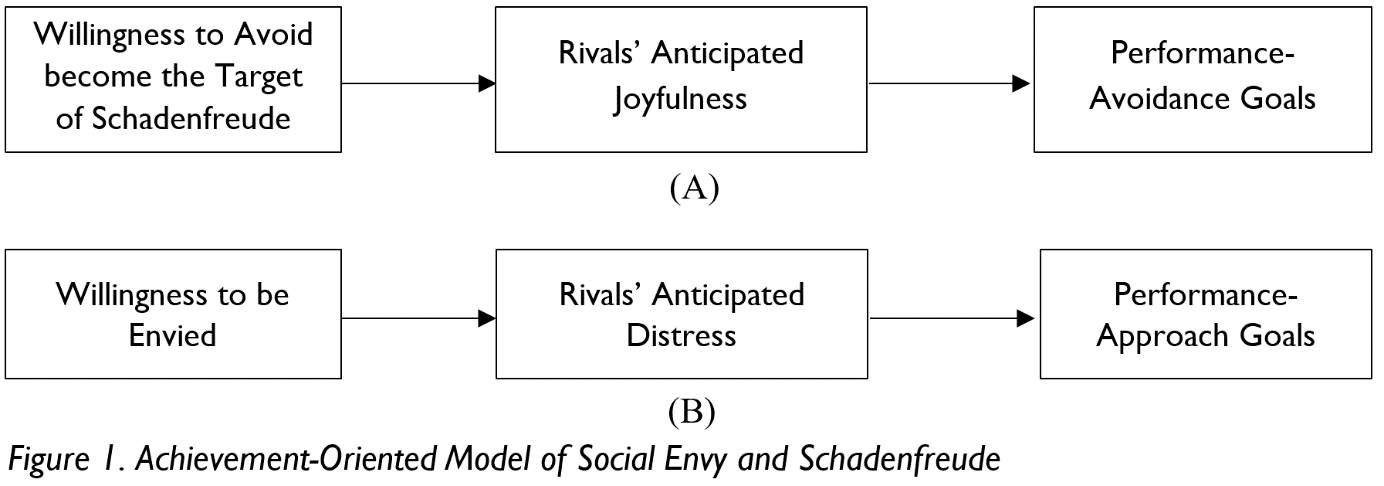 Willingness to Avoid
become the Target
of Schadenfreude
Rivals’ Anticipated
Joyfulness
Performance-
Avoidance Goals
(A)
Willingness to be
Envied
Rivals’ Anticipated
Distress
Performance-
Approach Goals
(B)
Figure 1. Achievement-Oriented Model of Social Envy and Schadenfreude